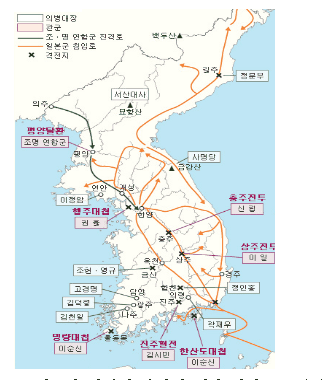 의병대장
관군
조·명 연합군 진격로
일본군 침입로
격전지
백두산
길주
정문부
의주
서산대사
묘향산
평양탈환
조명 연합군
평양
사명당
금강산
연안
개성
이정암
행주대첩
권율
한양
충주전투
신립
충주
상주전투
이일
상주
조헌·영규
옥천
금산
경주
고경명
담양
합천
정인홍
의령
김덕령
광주
진주
김천일
나주
곽재우
명량대첩
이순신
진주혈전
김시민
한산도대첩
이순신